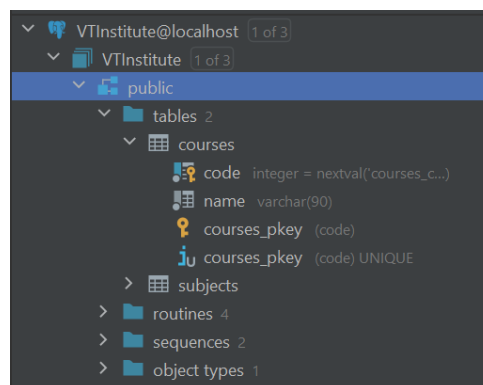 VTInstitute@localhost 1 of 3
VTInstitute 1 of 3
public
tables 2
courses
code integer = nextval('courses_c...)
name varchar(90)
courses_pkey (code)
courses_pkey (code) UNIQUE
subjects
routines 4
sequences 2
object types 1